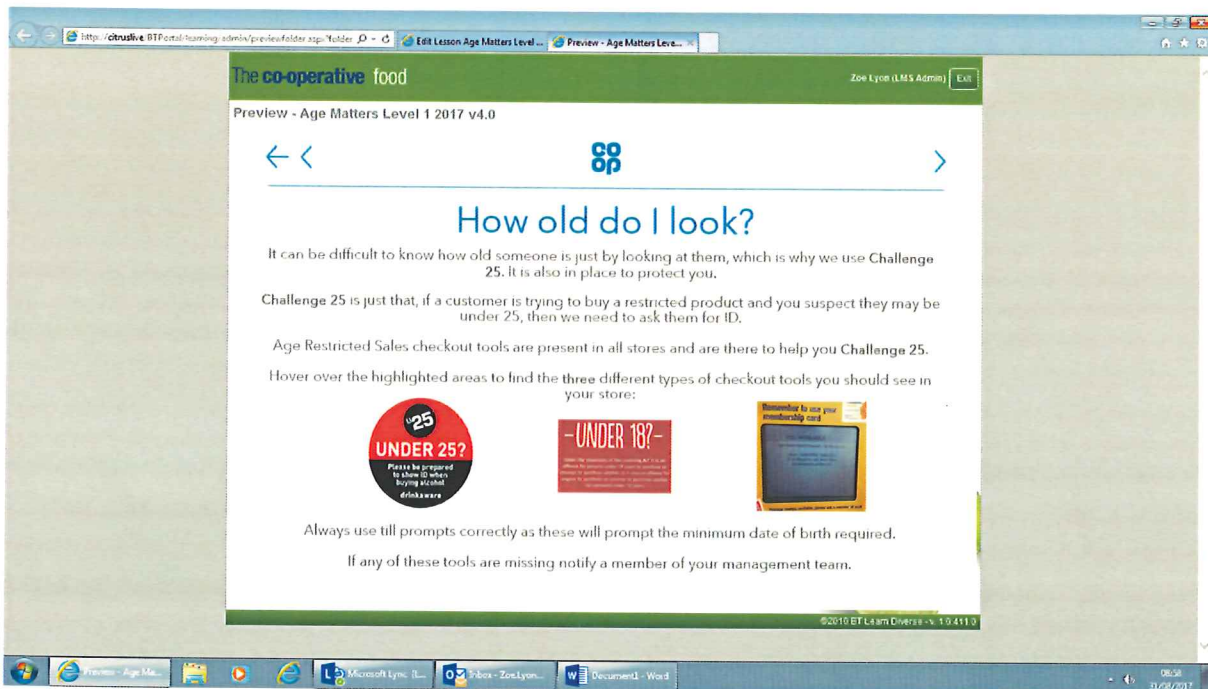 http://citruslive/BTPortal/learning/admin/previewfolder.asp?folder
Edit Lesson Age Matters Level ...
Preview - Age Matters Leve...
The co-operative food
Zoe Lyon (LMS Admin) Exit
Preview - Age Matters Level 1 2017 v4.0
co
op
How old do I look?
It can be difficult to know how old someone is just by looking at them, which is why we use Challenge
25. It is also in place to protect you.
Challenge 25 is just that, if a customer is trying to buy a restricted product and you suspect they may be
under 25, then we need to ask them for ID.
Age Restricted Sales checkout tools are present in all stores and are there to help you Challenge 25.
Hover over the highlighted areas to find the three different types of checkout tools you should see in
your store:
25
UNDER 25?
Please be prepared
to show ID when
buying alcohol
drinkaware
-UNDER 18?-
Remember to use your
membership card
Always use till prompts correctly as these will prompt the minimum date of birth required.
If any of these tools are missing notify a member of your management team.
©2010 BT Learn Diverse - v. 1.0.411.0
Preview - Age Ma...
Microsoft Lync (L...
Inbox - Zoe.Lyon...
Document1 - Word
08:58
31/08/2017